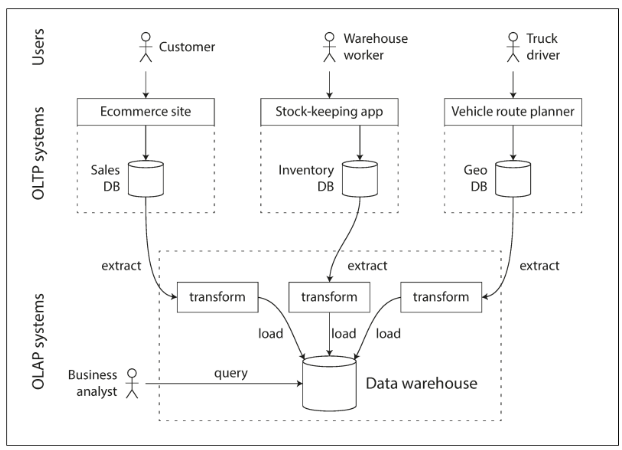 Users
Customer
Warehouse
worker
Truck
driver
OLTP systems
Ecommerce site
Stock-keeping app
Vehicle route planner
Sales
DB
Inventory
DB
Geo
DB
extract
extract
extract
OLAP systems
transform
transform
transform
load
load
load
Business
analyst
query
Data warehouse